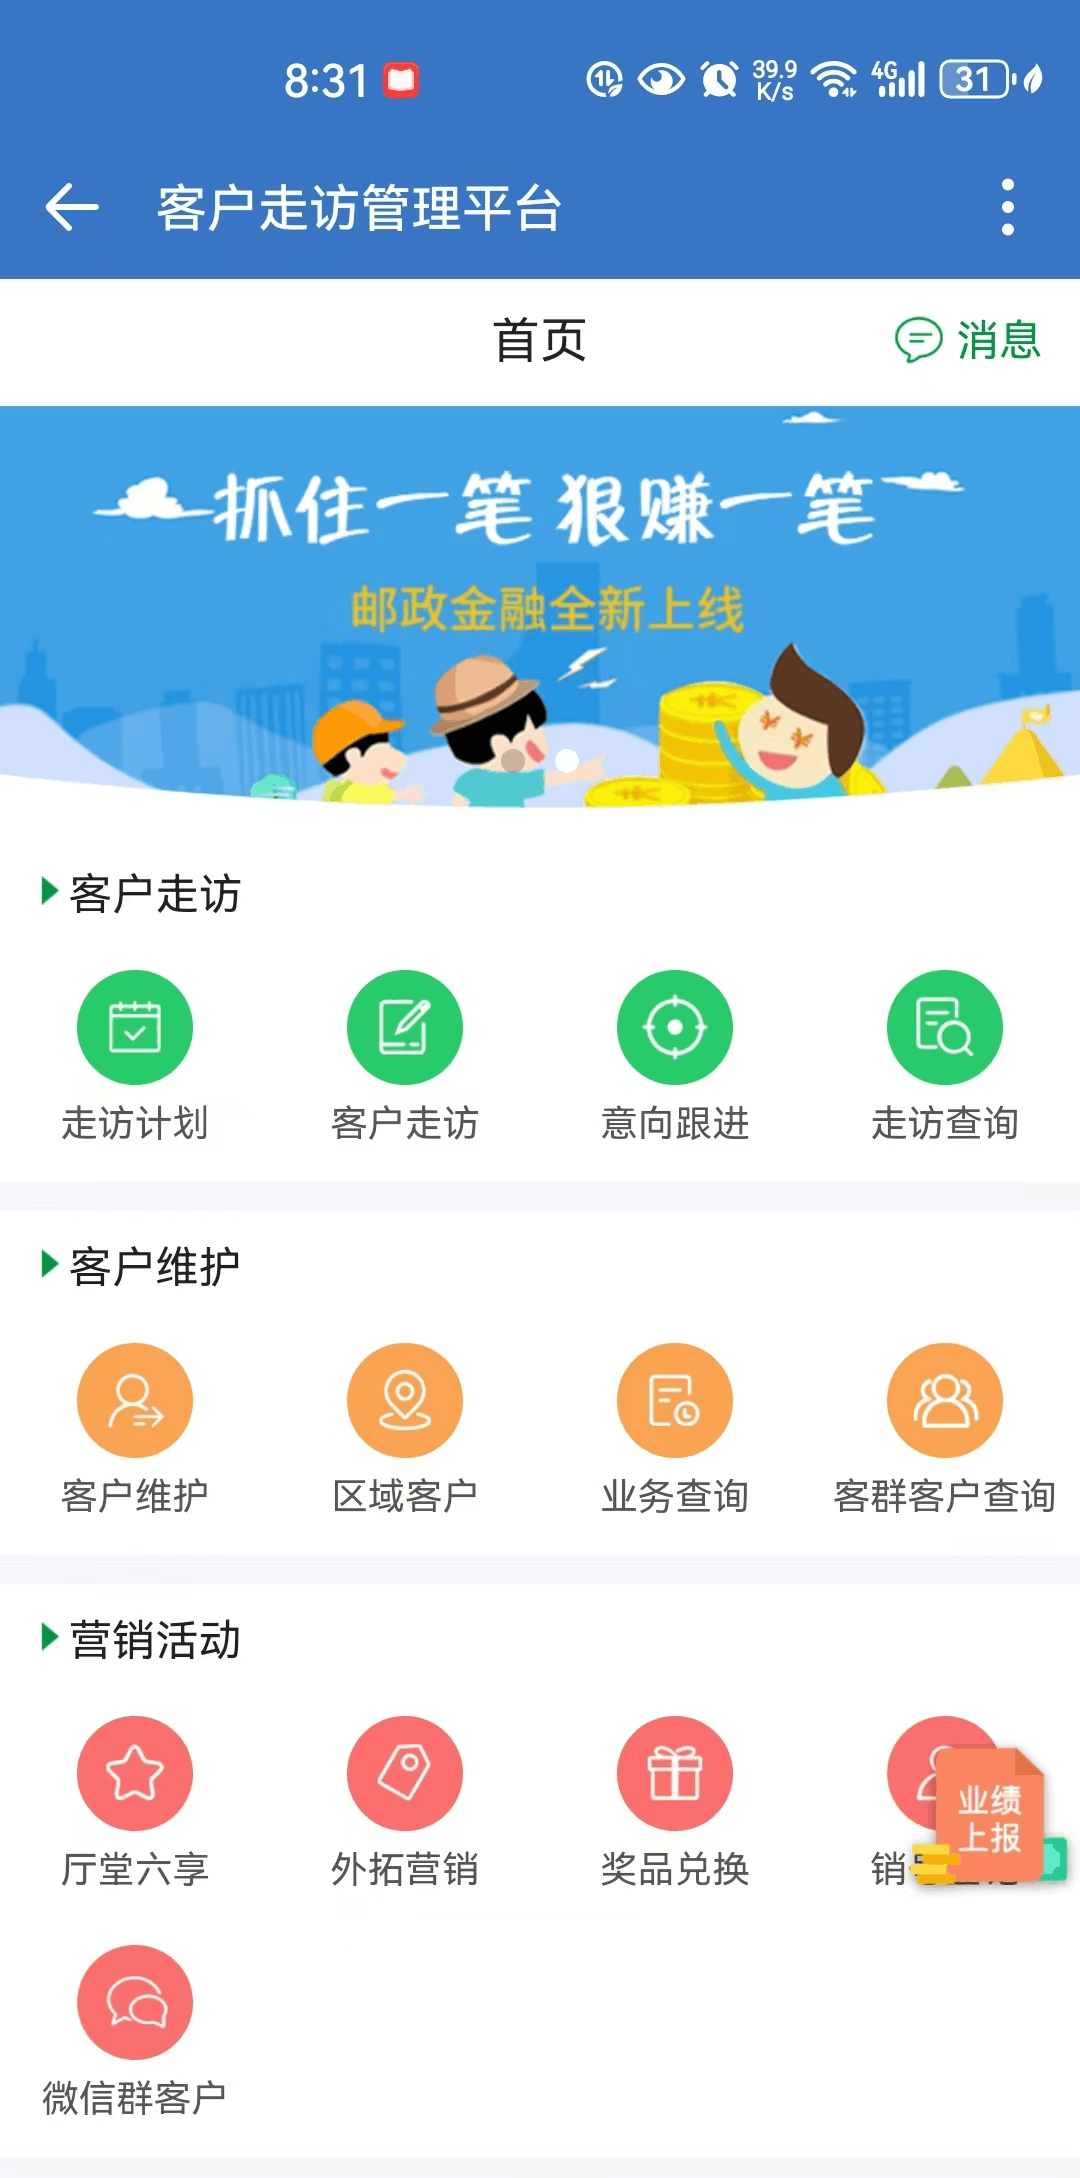 8:31
39.9
K/s
4G
31
客户走访管理平台
首页
消息
抓住一笔 狠赚一笔
邮政金融全新上线
客户走访
走访计划
客户走访
意向跟进
走访查询
客户维护
客户维护
区域客户
业务查询
客群客户查询
营销活动
厅堂六享
外拓营销
奖品兑换
销
业绩
上报
微信群客户